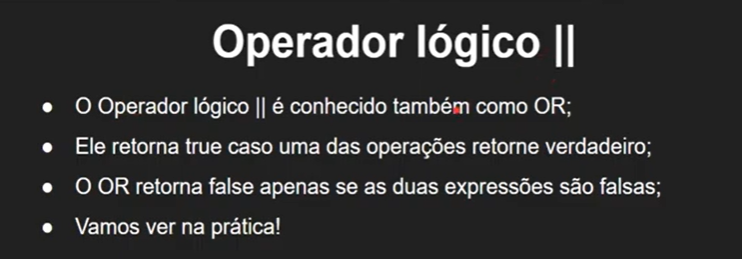 Operador lógico ||
● O Operador lógico || é conhecido também como OR;
● Ele retorna true caso uma das operações retorne verdadeiro;
● O OR retorna false apenas se as duas expressões são falsas;
● Vamos ver na prática!